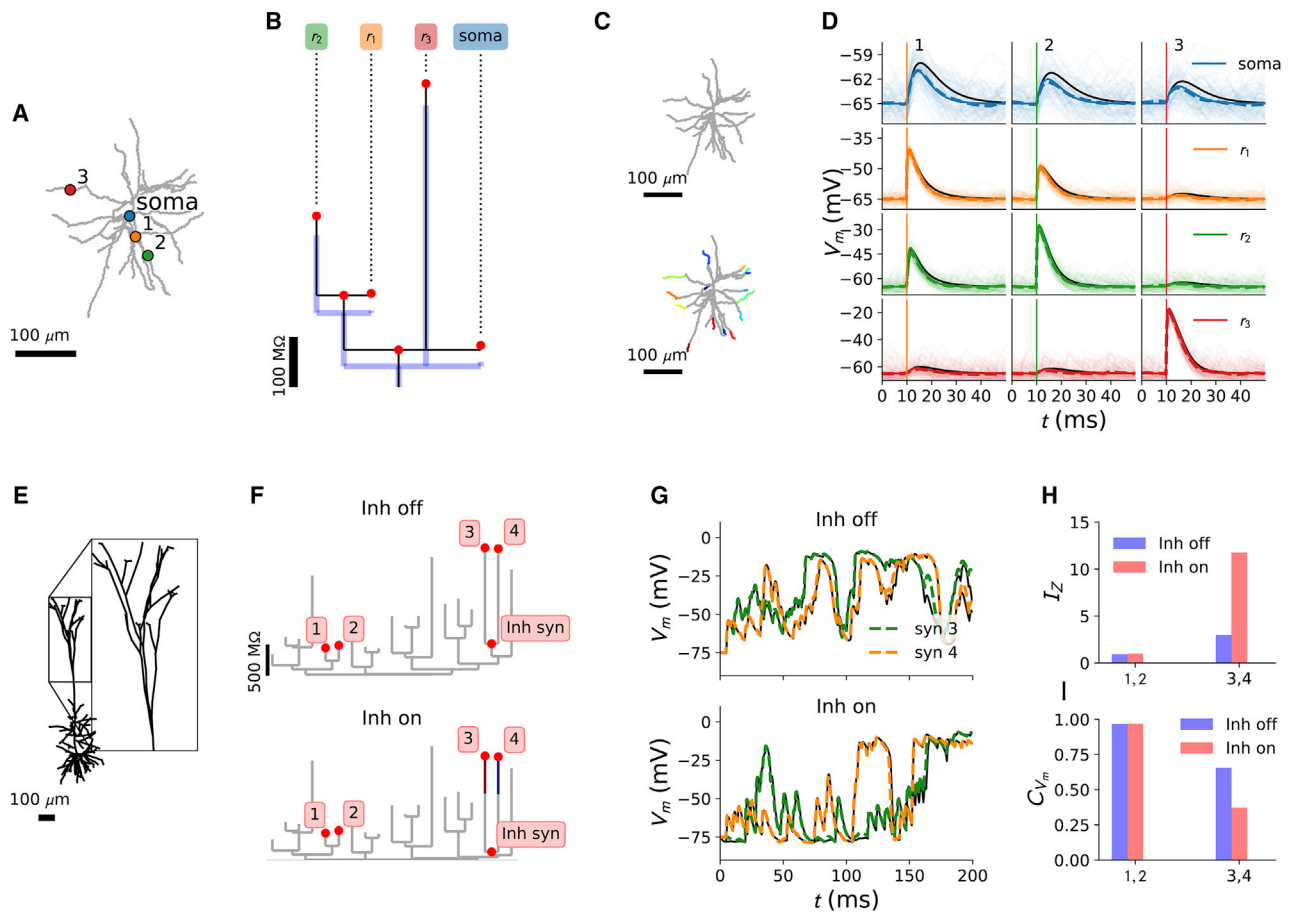 A
3
soma
1
2
100 μm
B
r2
r1
r3
soma
100 MΩ
C
100 μm
100 μm
D
1
2
3
soma
−59
−62
−65
r1
−35
−50
−65
r2
−30
−60
r3
−20
−60
Vm (mV)
0 10 20 40
0 10 20 40
0 10 20 40
t (ms)
E
100 μm
F
Inh off
3
4
1
2
Inh syn
500 MΩ
Inh on
3
4
1
2
Inh syn
G
Inh off
0
−25
−50
−75
Vm (mV)
syn 3
syn 4
Inh on
0
−25
−50
−75
Vm (mV)
0 50 100 150 200
t (ms)
H
15
10
5
0
IZ
Inh off
Inh on
1,2
3,4
I
1.00
0.75
0.50
0.25
0.00
CVm
Inh off
Inh on
1,2
3,4